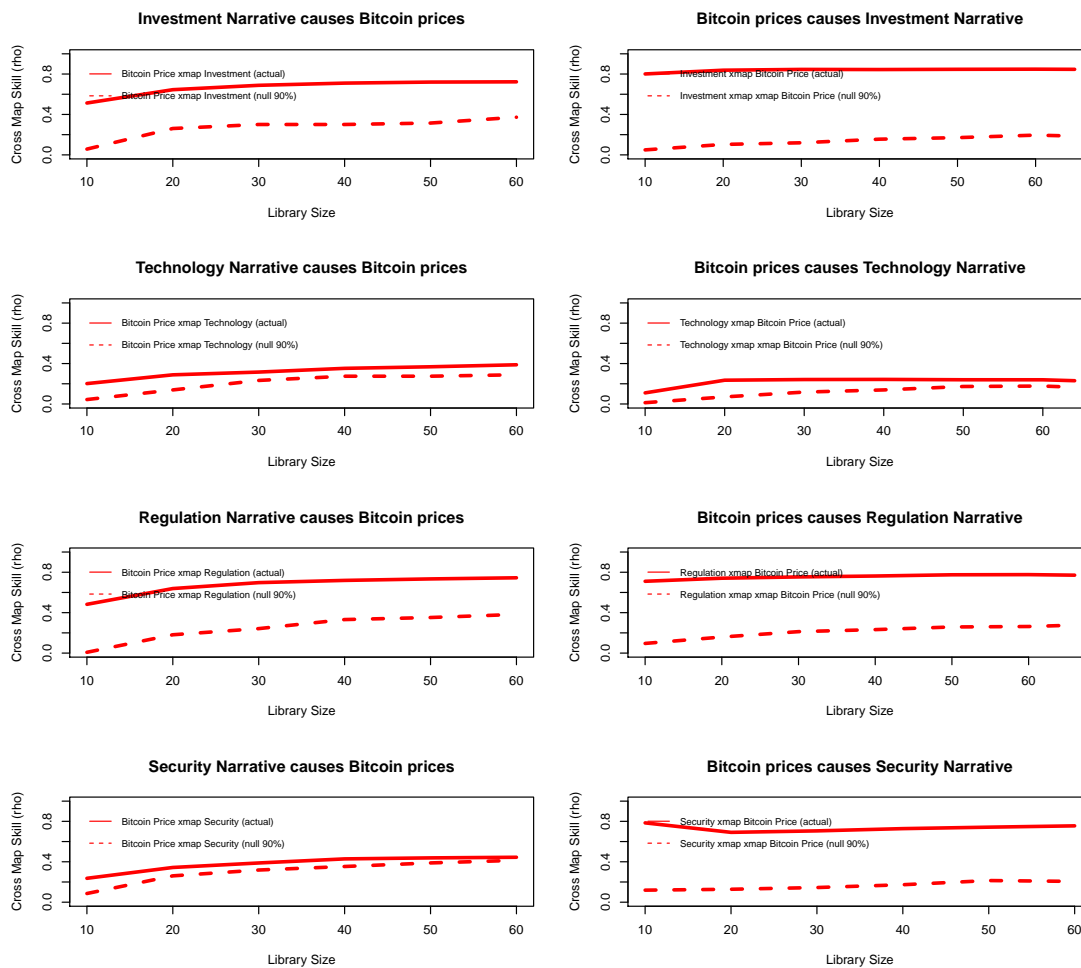 Investment Narrative causes Bitcoin prices
Cross Map Skill (rho)
0.0 0.4 0.8
Bitcoin Price xmap Investment (actual)
Bitcoin Price xmap Investment (null 90%)
10 20 30 40 50 60
Library Size
Bitcoin prices causes Investment Narrative
Cross Map Skill (rho)
0.0 0.4 0.8
Investment xmap Bitcoin Price (actual)
Investment xmap xmap Bitcoin Price (null 90%)
10 20 30 40 50 60
Library Size
Technology Narrative causes Bitcoin prices
Cross Map Skill (rho)
0.0 0.4 0.8
Bitcoin Price xmap Technology (actual)
Bitcoin Price xmap Technology (null 90%)
10 20 30 40 50 60
Library Size
Bitcoin prices causes Technology Narrative
Cross Map Skill (rho)
0.0 0.4 0.8
Technology xmap Bitcoin Price (actual)
Technology xmap xmap Bitcoin Price (null 90%)
10 20 30 40 50 60
Library Size
Regulation Narrative causes Bitcoin prices
Cross Map Skill (rho)
0.0 0.4 0.8
Bitcoin Price xmap Regulation (actual)
Bitcoin Price xmap Regulation (null 90%)
10 20 30 40 50 60
Library Size
Bitcoin prices causes Regulation Narrative
Cross Map Skill (rho)
0.0 0.4 0.8
Regulation xmap Bitcoin Price (actual)
Regulation xmap xmap Bitcoin Price (null 90%)
10 20 30 40 50 60
Library Size
Security Narrative causes Bitcoin prices
Cross Map Skill (rho)
0.0 0.4 0.8
Bitcoin Price xmap Security (actual)
Bitcoin Price xmap Security (null 90%)
10 20 30 40 50 60
Library Size
Bitcoin prices causes Security Narrative
Cross Map Skill (rho)
0.0 0.4 0.8
Security xmap Bitcoin Price (actual)
Security xmap xmap Bitcoin Price (null 90%)
10 20 30 40 50 60
Library Size